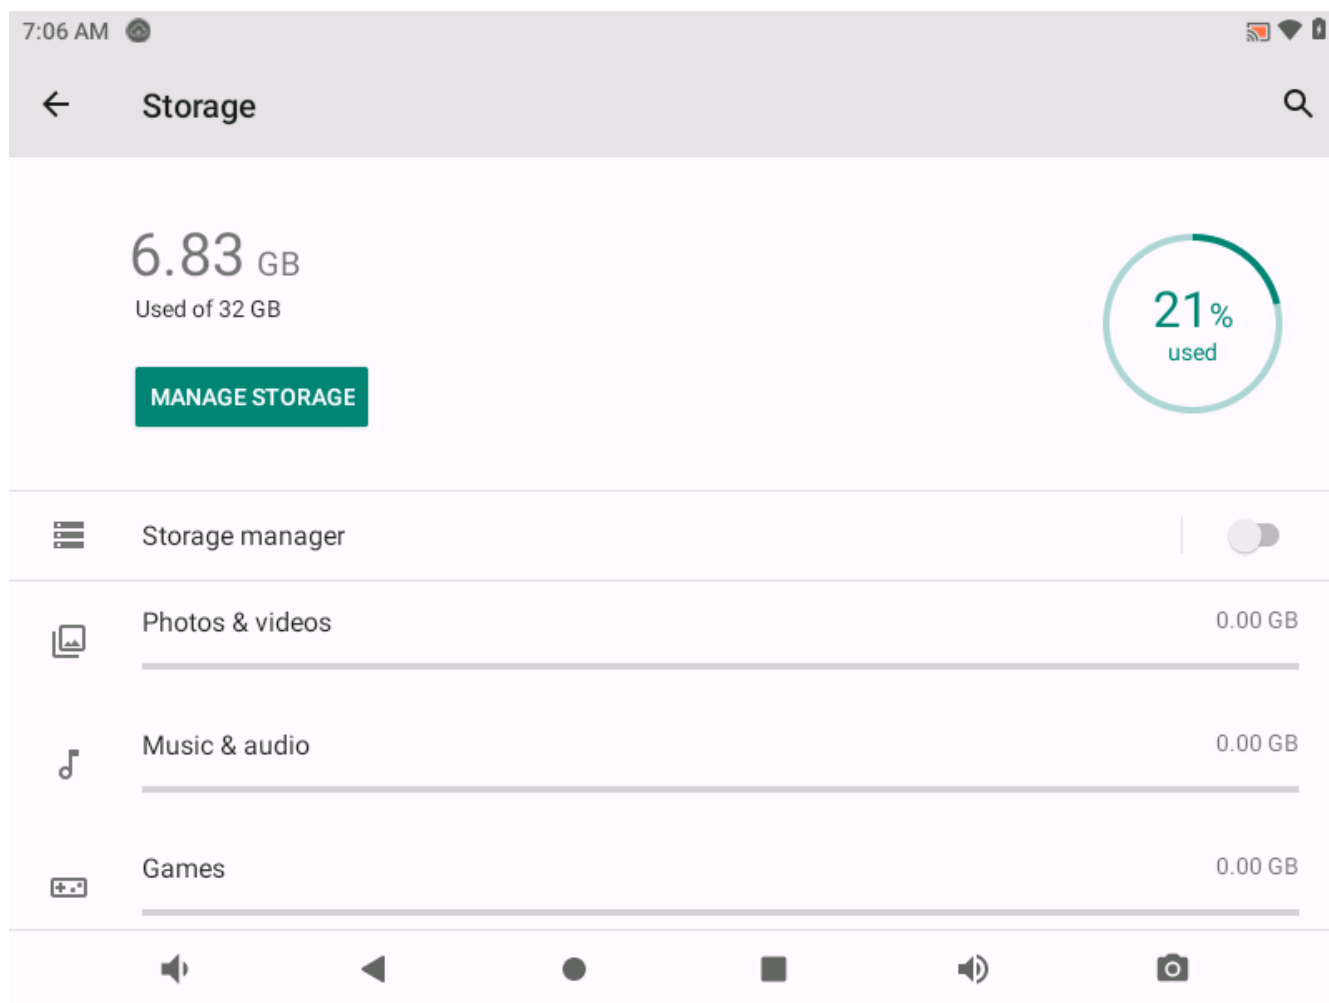 7:06 AM
Storage
6.83 GB
Used of 32 GB
21%
used
MANAGE STORAGE
Storage manager
Photos & videos 0.00 GB
Music & audio 0.00 GB
Games 0.00 GB